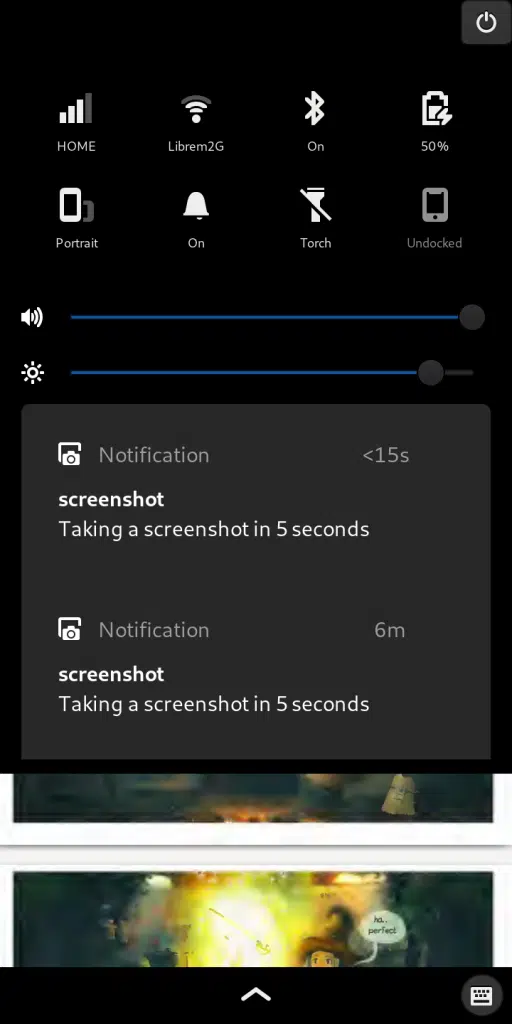 HOME Librem2G On 50%
Portrait On Torch Undocked
Notification <15s
screenshot
Taking a screenshot in 5 seconds
Notification 6m
screenshot
Taking a screenshot in 5 seconds
ha..
perfect